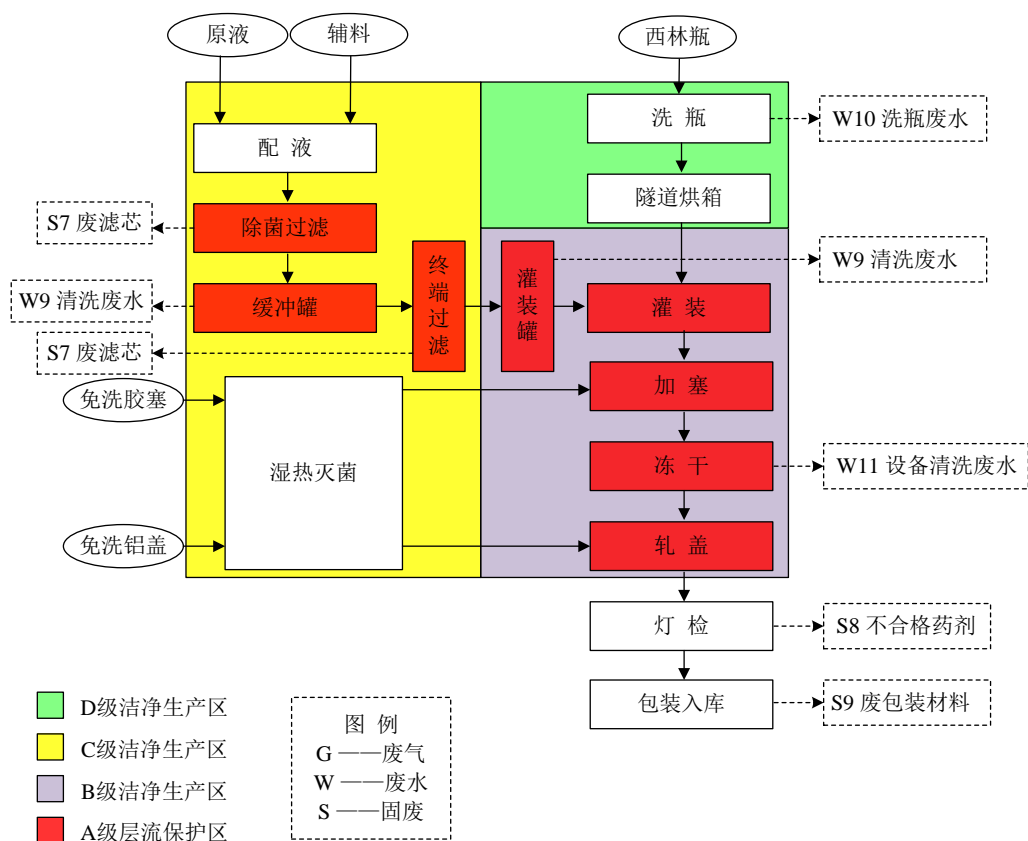 原液
辅料
西林瓶
配 液
洗 瓶
W10 洗瓶废水
S7 废滤芯
除菌过滤
隧道烘箱
W9 清洗废水
缓冲罐
终端过滤
灌装罐
灌 装
W9 清洗废水
S7 废滤芯
免洗胶塞
加 塞
湿热灭菌
冻 干
W11 设备清洗废水
免洗铝盖
轧 盖
灯 检
S8 不合格药剂
包装入库
S9 废包装材料
D级洁净生产区
C级洁净生产区
B级洁净生产区
A级层流保护区
图 例
G ——废气
W ——废水
S ——固废